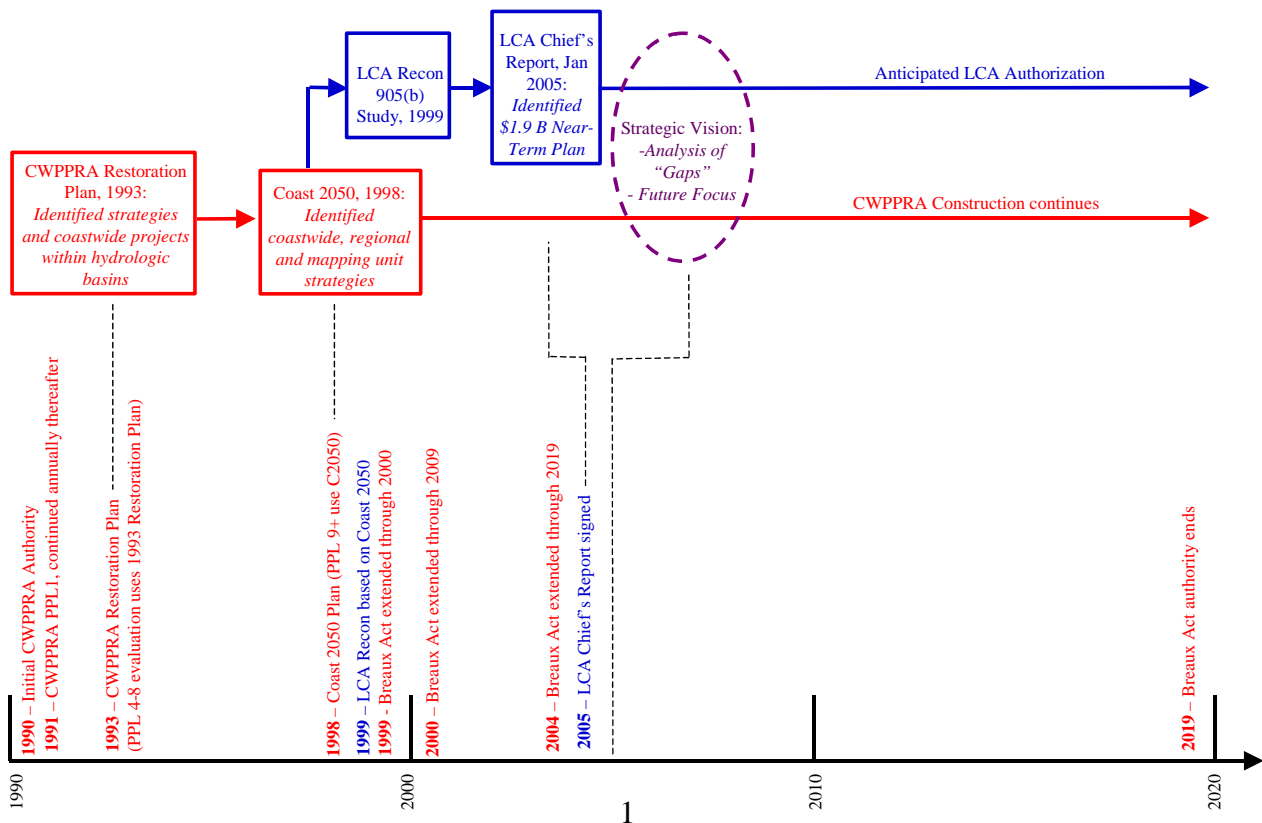 LCA Recon
905(b)
Study, 1999
LCA Chief’s
Report, Jan
2005:
Identified
$1.9 B Near-
Term Plan
Anticipated LCA Authorization
Strategic Vision:
-Analysis of
“Gaps”
- Future Focus
CWPPRA Restoration
Plan, 1993:
Identified strategies
and coastwide projects
within hydrologic
basins
Coast 2050, 1998:
Identified
coastwide, regional
and mapping unit
strategies
CWPPRA Construction continues
1990 – Initial CWPPRA Authority
1991 – CWPPRA PPL1, continued annually thereafter
1993 – CWPPRA Restoration Plan
(PPL 4-8 evaluation uses 1993 Restoration Plan)
1998 – Coast 2050 Plan (PPL 9+ use C2050)
1999 – LCA Recon based on Coast 2050
1999 - Breaux Act extended through 2000
2000 – Breaux Act extended through 2009
2004 – Breaux Act extended through 2019
2005 – LCA Chief’s Report signed
2019 – Breaux Act authority ends
1990
2000
2010
2020
1